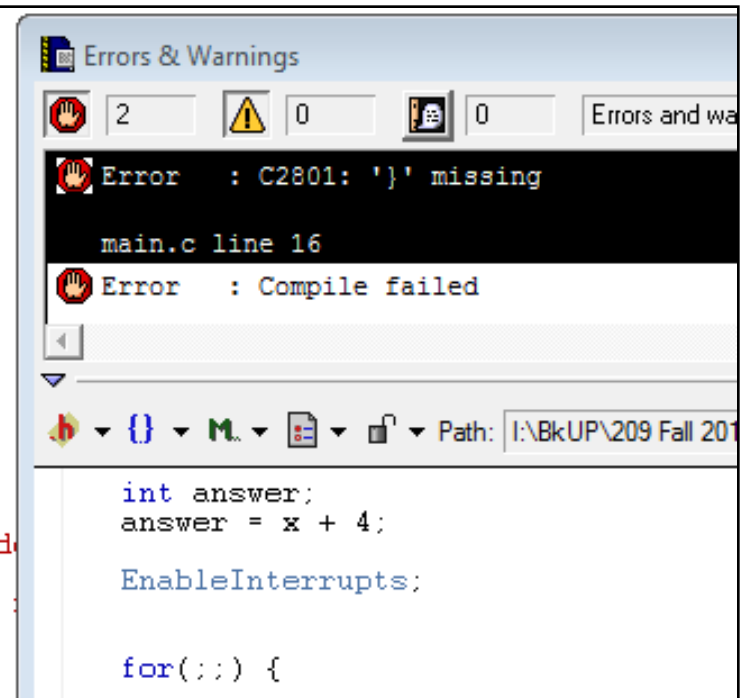 Errors & Warnings
2 0 0 Errors and wa
Error : C2801: '}' missing
main.c line 16
Error : Compile failed
h {} M.. Path: I:\BkUP\209 Fall 201
int answer;
answer = x + 4;
d
EnableInterrupts;
for(;;) {